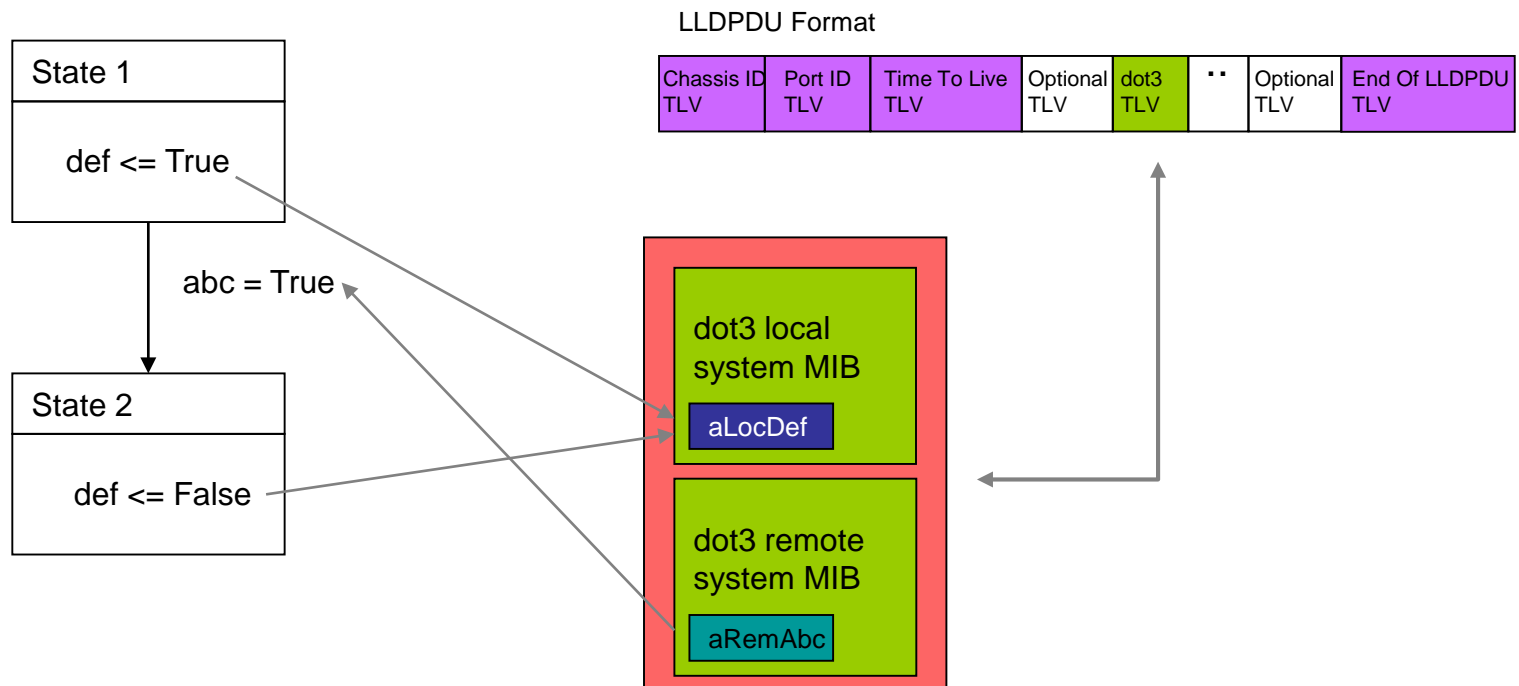 LLDPDU Format
Chassis ID
TLV
Port ID
TLV
Time To Live
TLV
Optional
TLV
dot3
TLV
..
Optional
TLV
End Of LLDPDU
TLV
State 1
def <= True
abc = True
State 2
def <= False
dot3 local
system MIB
aLocDef
dot3 remote
system MIB
aRemAbc